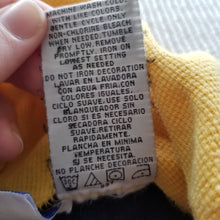 MACHINE WASH COLD
WITH LIKE COLORS,
GENTLE CYCLE ONLY
NON-CHLORINE BLEACH
WHEN NEEDED TUMBLE
DRY LOW, REMOVE
PROMPTLY. IRON ON
LOWEST SETTING
AS NEEDED
DO NOT IRON DECORATION
LAVAR EN LAVADORA
CON AGUA FRIA,CON
COLORES IGUALES,
CICLO SUAVE.USE SOLO
BLANQUEADOR SIN
CLORO SI ES NECESARIO
SECADORA CICLO
SUAVE.RETIRAR
RAPIDAMENTE.
PLANCHA EN MINIMA
TEMPERATURA
SI SE NECESITA.
NO PLANCHE DECORACION